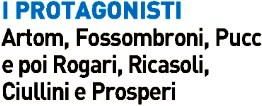 I PROTAGONISTI
Artom, Fossombroni, Pucc
e poi Rogari, Ricasoli,
Ciullini e Prosperi